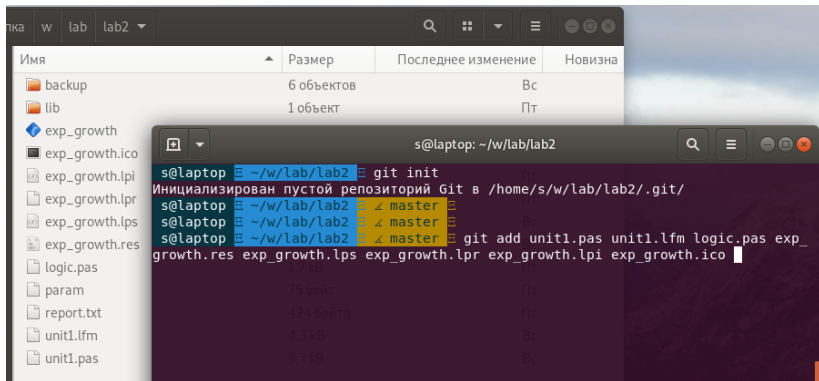 пка w lab lab2
Имя Размер Последнее изменение Новизна
backup 6 объектов Вс
lib 1 объект Пт
exp_growth
exp_growth.ico
exp_growth.lpi
exp_growth.lpr
exp_growth.lps
exp_growth.res
logic.pas 1,7 kB
param 75 байт Пт
report.txt 424 байта Пт
unit1.lfm 4,3 kB Вс
unit1.pas 5,7 kB Вс
s@laptop: ~/w/lab/lab2
s@laptop ~/w/lab/lab2 git init
Инициализирован пустой репозиторий Git в /home/s/w/lab/lab2/.git/
s@laptop ~/w/lab/lab2 master
s@laptop ~/w/lab/lab2 master
s@laptop ~/w/lab/lab2 master git add unit1.pas unit1.lfm logic.pas exp_
growth.res exp_growth.lps exp_growth.lpr exp_growth.lpi exp_growth.ico